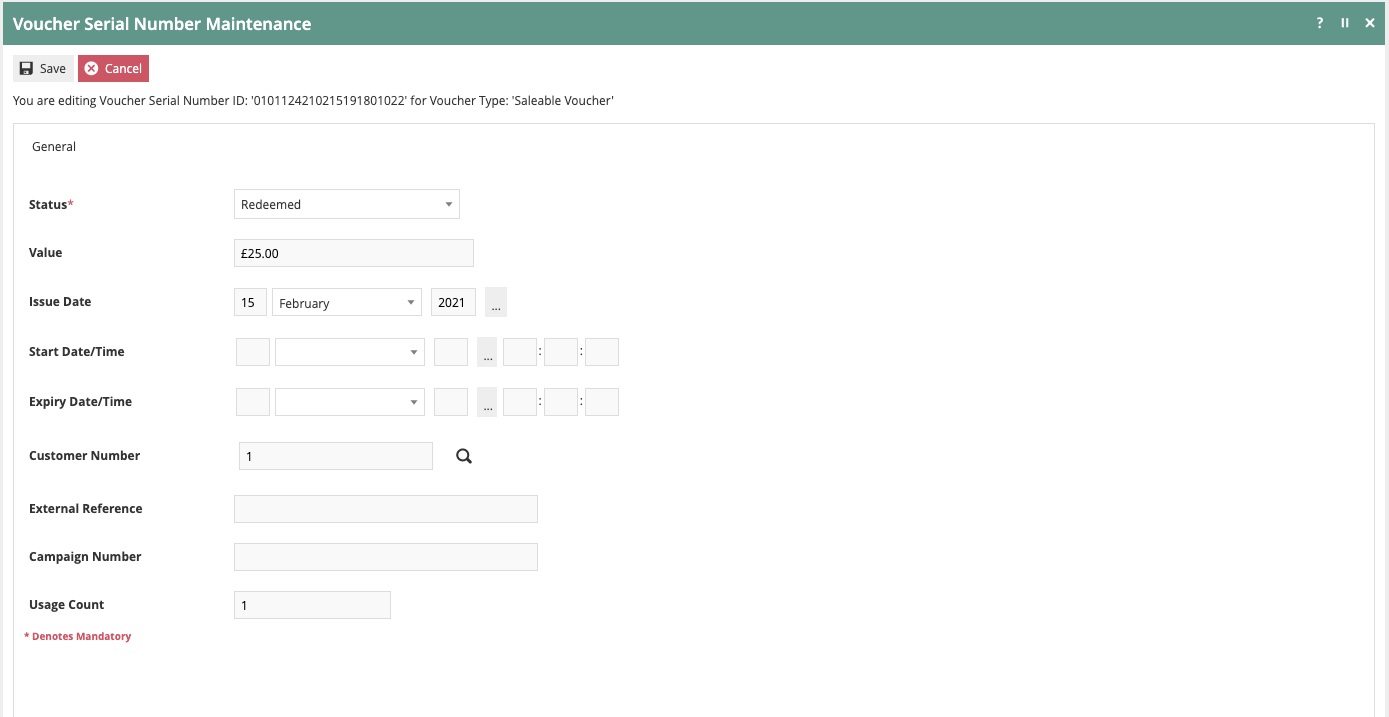 Voucher Serial Number Maintenance ?
Save Cancel
You are editing Voucher Serial Number ID: '0101124210215191801022' for Voucher Type: 'Saleable Voucher'
General
Status* Redeemed
Value £25.00
Issue Date 15 February 2021 ...
Start Date/Time ... : :
Expiry Date/Time ... : :
Customer Number 1
External Reference
Campaign Number
Usage Count 1
* Denotes Mandatory